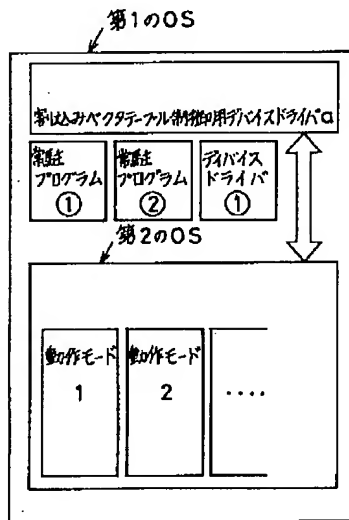 第1のOS
割り込みベクタテーブル制御用デバイスドライバa
常駐
プログラム
①
常駐
プログラム
②
ディバイス
ドライバ
①
第2のOS
動作モード
1
動作モード
2
‥‥